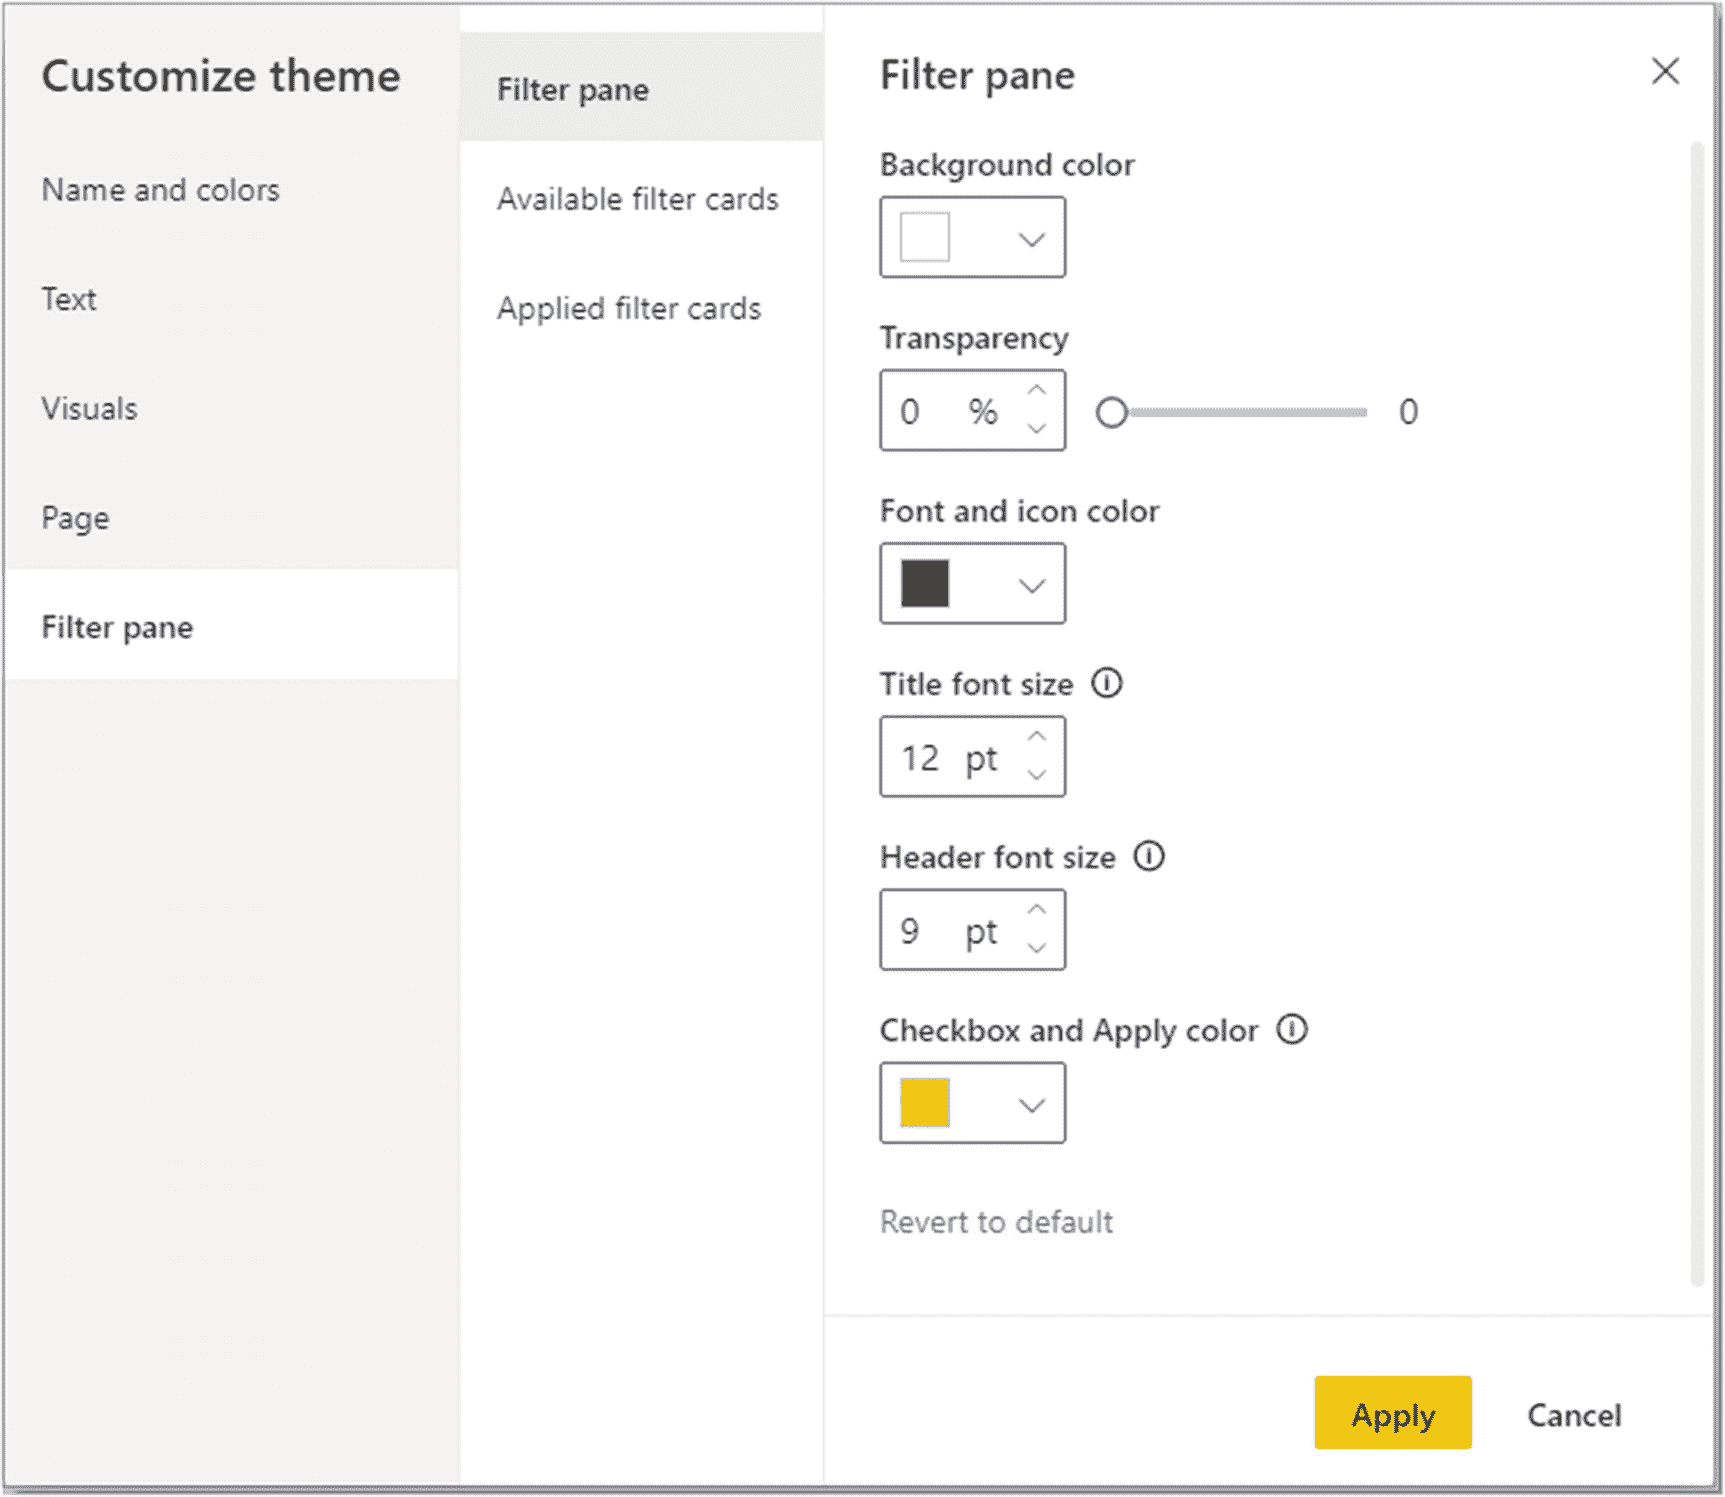 Customize theme
Name and colors
Text
Visuals
Page
Filter pane
Filter pane
Available filter cards
Applied filter cards
Filter pane
Background color
Transparency
0 %
0
Font and icon color
Title font size
12 pt
Header font size
9 pt
Checkbox and Apply color
Revert to default
Apply
Cancel